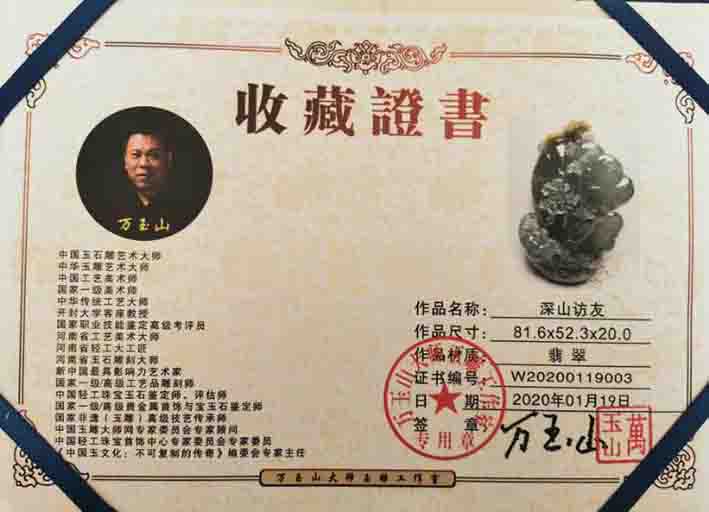 收藏證書
万玉山
中国玉石雕艺术大师
中华玉雕艺术大师
中国工艺美术师
国家一级美术师
中华传统工艺大师
开封大学客座教授
国家职业技能鉴定高级考评员
河南省工艺美术大师
河南省轻工大工匠
河南省玉石雕刻大师
新中国最具影响力艺术家
国家一级/高级工艺品雕刻师
中国轻工珠宝玉石鉴定师、评估师
国家一级/高级贵金属首饰与宝玉石鉴定师
国家非遗（玉雕）高级技艺传承师
中国玉雕大师网专家委员会专家顾问
中国轻工珠宝首饰中心专家委员会专家委员
《中国玉文化：不可复制的传奇》编委会专家主任
作品名称：深山访友
作品尺寸：81.6x52.3x20.0
作品材质：翡翠
证书编号：W20200119003
日期：2020年01月19日
签章：万玉山
萬玉山
专用章
万玉山大师玉雕工作室